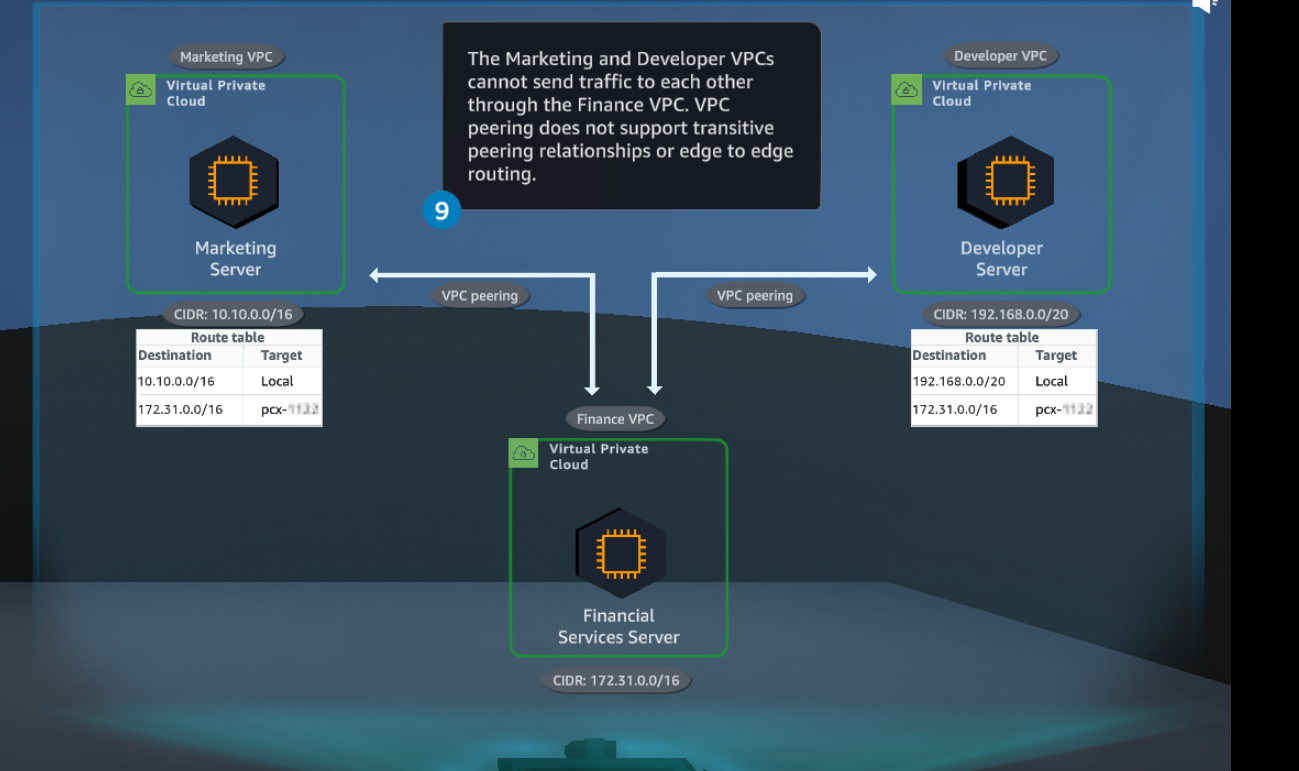 Marketing VPC
Virtual Private
Cloud
Marketing
Server
CIDR: 10.10.0.0/16
Route table
Destination Target
10.10.0.0/16 Local
172.31.0.0/16 pcx-
The Marketing and Developer VPCs
cannot send traffic to each other
through the Finance VPC. VPC
peering does not support transitive
peering relationships or edge to edge
routing.
9
VPC peering
VPC peering
Developer VPC
Virtual Private
Cloud
Developer
Server
CIDR: 192.168.0.0/20
Route table
Destination Target
192.168.0.0/20 Local
172.31.0.0/16 pcx-
Finance VPC
Virtual Private
Cloud
Financial
Services Server
CIDR: 172.31.0.0/16